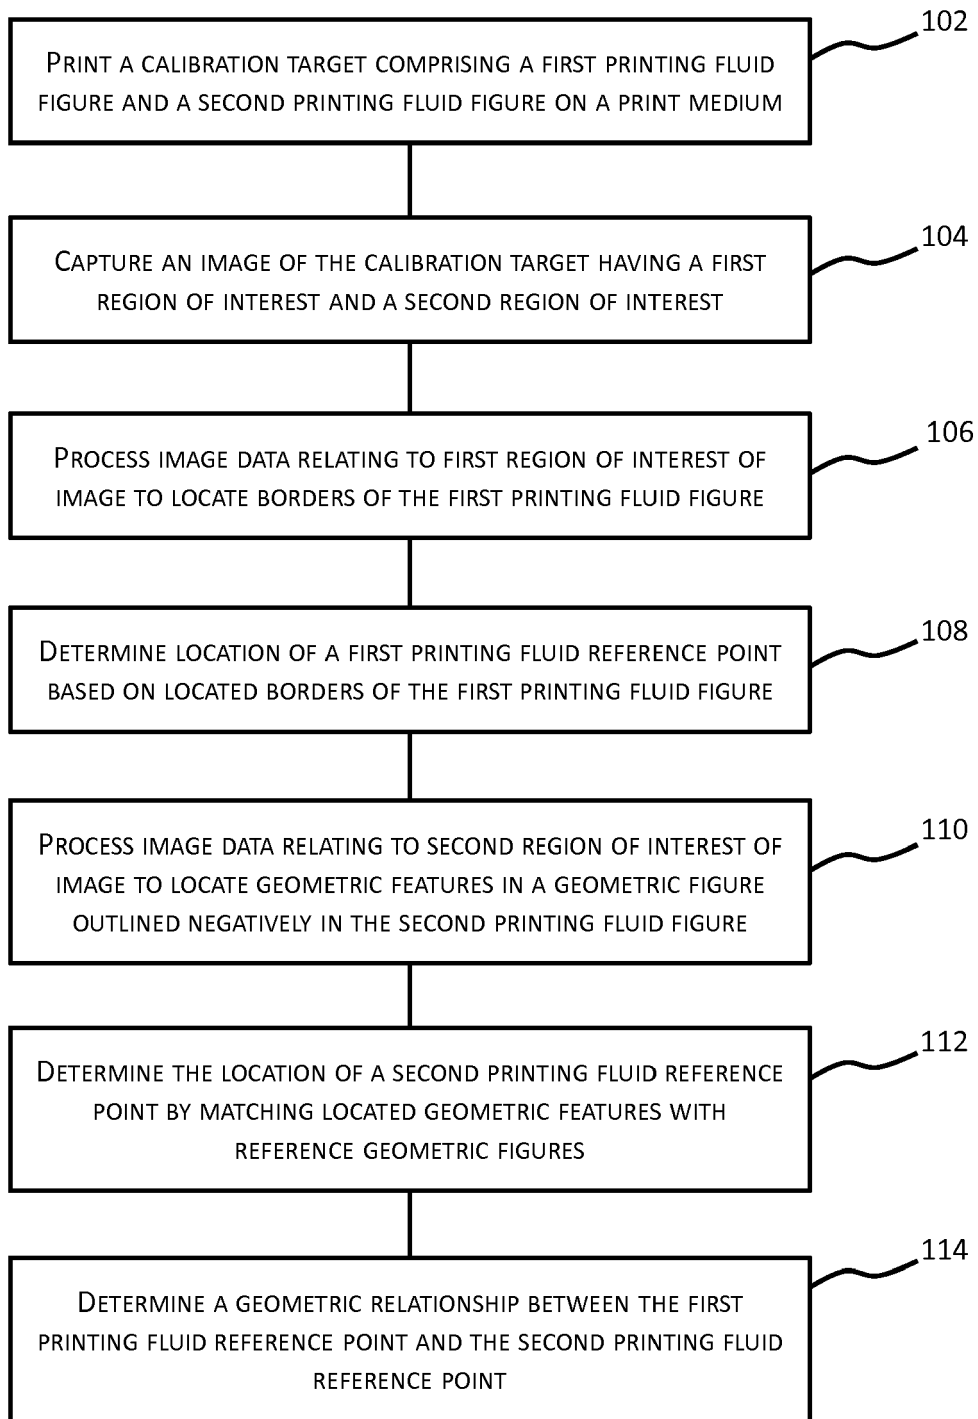 102
PRINT A CALIBRATION TARGET COMPRISING A FIRST PRINTING FLUID
FIGURE AND A SECOND PRINTING FLUID FIGURE ON A PRINT MEDIUM
104
CAPTURE AN IMAGE OF THE CALIBRATION TARGET HAVING A FIRST
REGION OF INTEREST AND A SECOND REGION OF INTEREST
106
PROCESS IMAGE DATA RELATING TO FIRST REGION OF INTEREST OF
IMAGE TO LOCATE BORDERS OF THE FIRST PRINTING FLUID FIGURE
108
DETERMINE LOCATION OF A FIRST PRINTING FLUID REFERENCE POINT
BASED ON LOCATED BORDERS OF THE FIRST PRINTING FLUID FIGURE
110
PROCESS IMAGE DATA RELATING TO SECOND REGION OF INTEREST OF
IMAGE TO LOCATE GEOMETRIC FEATURES IN A GEOMETRIC FIGURE
OUTLINED NEGATIVELY IN THE SECOND PRINTING FLUID FIGURE
112
DETERMINE THE LOCATION OF A SECOND PRINTING FLUID REFERENCE
POINT BY MATCHING LOCATED GEOMETRIC FEATURES WITH
REFERENCE GEOMETRIC FIGURES
114
DETERMINE A GEOMETRIC RELATIONSHIP BETWEEN THE FIRST
PRINTING FLUID REFERENCE POINT AND THE SECOND PRINTING FLUID
REFERENCE POINT